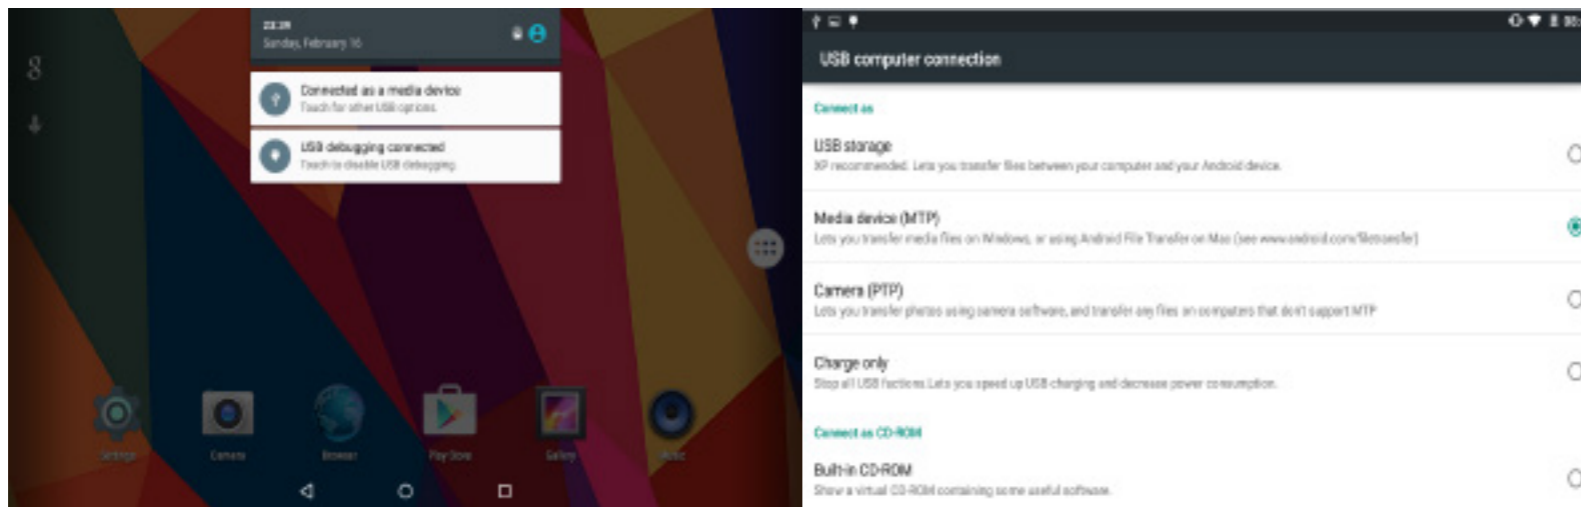 23:39
Sunday, February 16
Connected as a media device
Touch for other USB options.
USB debugging connected
Touch to disable USB debugging.
Settings
Camera
Browser
Play Store
Gallery
Music
USB computer connection
Connect as
USB storage
XP recommended. Lets you transfer files between your computer and your Android device.
Media device (MTP)
Lets you transfer media files on Windows, or using Android File Transfer on Mac (see www.android.com/filetransfer)
Camera (PTP)
Lets you transfer photos using camera software, and transfer any files on computers that don't support MTP
Charge only
Stop all USB fuctions.Lets you speed up USB charging and decrease power consumption.
Connect as CD-ROM
Built-in CD-ROM
Show a virtual CD-ROM containing some useful software.